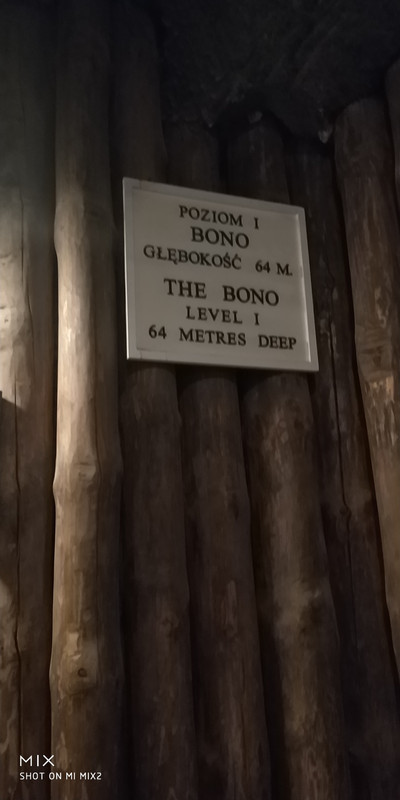 POZIOM I
BONO
GŁĘBOKOŚĆ 64 M.
THE BONO
LEVEL I
64 METRES DEEP
MIX
SHOT ON MI MIX2